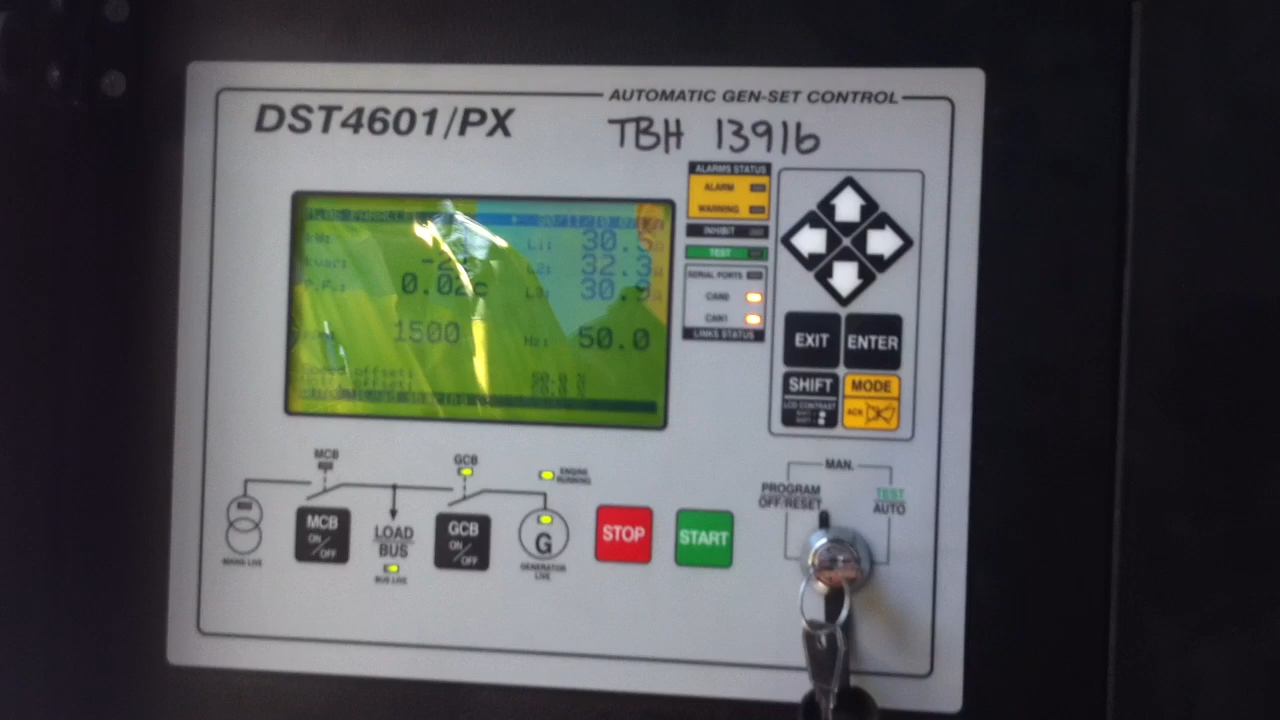 AUTOMATIC GEN-SET CONTROL
DST4601/PX
TBH 13916
ALARMS STATUS
ALARM
WARNING
INHIBIT
TEST
SERIAL PORTS
CAN0
CAN1
LINKS STATUS
L1: 30.
L2: 32.3
30.9
0.02c
1500 Hz: 50.0
EXIT
ENTER
SHIFT
LCD CONTRAST
MODE
ACK
MCB
GCB
ENGINE
RUNNING
MAN.
PROGRAM
OFF/RESET
TEST
AUTO
MCB
ON/OFF
LOAD
BUS
GCB
ON/OFF
G
STOP
START
MAINS LIVE
BUS LIVE
GENERATOR
LIVE